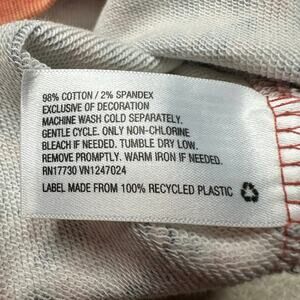 98% COTTON / 2% SPANDEX
EXCLUSIVE OF DECORATION
MACHINE WASH COLD SEPARATELY.
GENTLE CYCLE. ONLY NON-CHLORINE
BLEACH IF NEEDED. TUMBLE DRY LOW.
REMOVE PROMPTLY. WARM IRON IF NEEDED.
RN17730 VN1247024
LABEL MADE FROM 100% RECYCLED PLASTIC